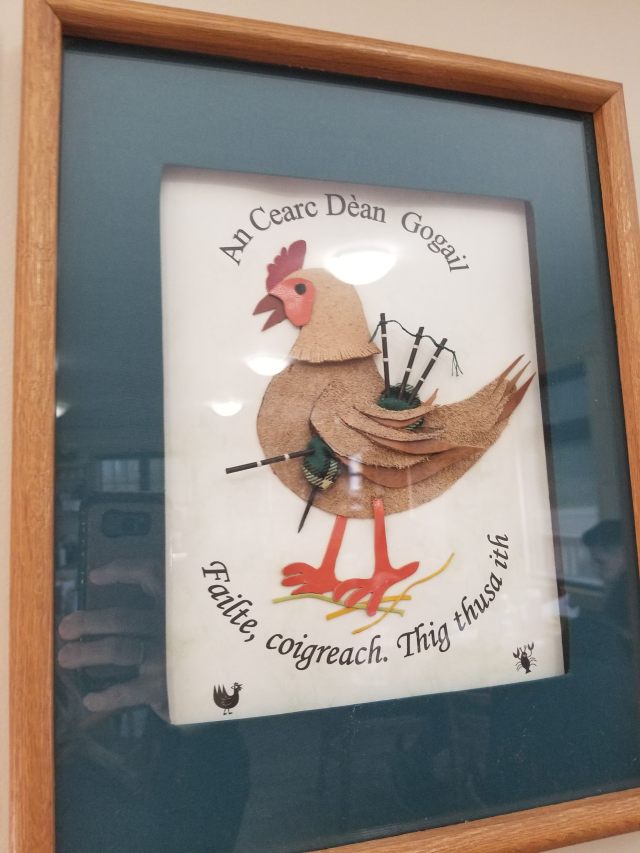 An Cearc Dèan Gogail
Failte, coigreach. Thig thusa ith